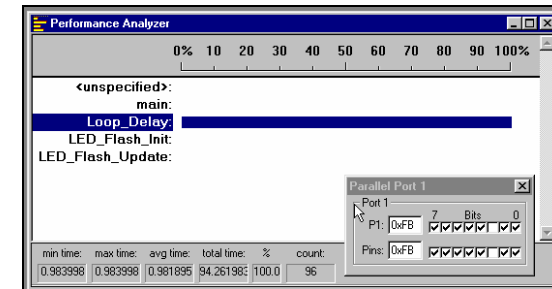 Performance Analyzer
0% 10 20 30 40 50 60 70 80 90 100%
<unspecified>:
main:
Loop_Delay:
LED_Flash_Init:
LED_Flash_Update:
Parallel Port 1
Port 1
7 Bits 0
P1: 0xFB
Pins: 0xFB
min time: max time: avg time: total time: % count:
0.983998 0.983998 0.981895 94.261983 100.0 96